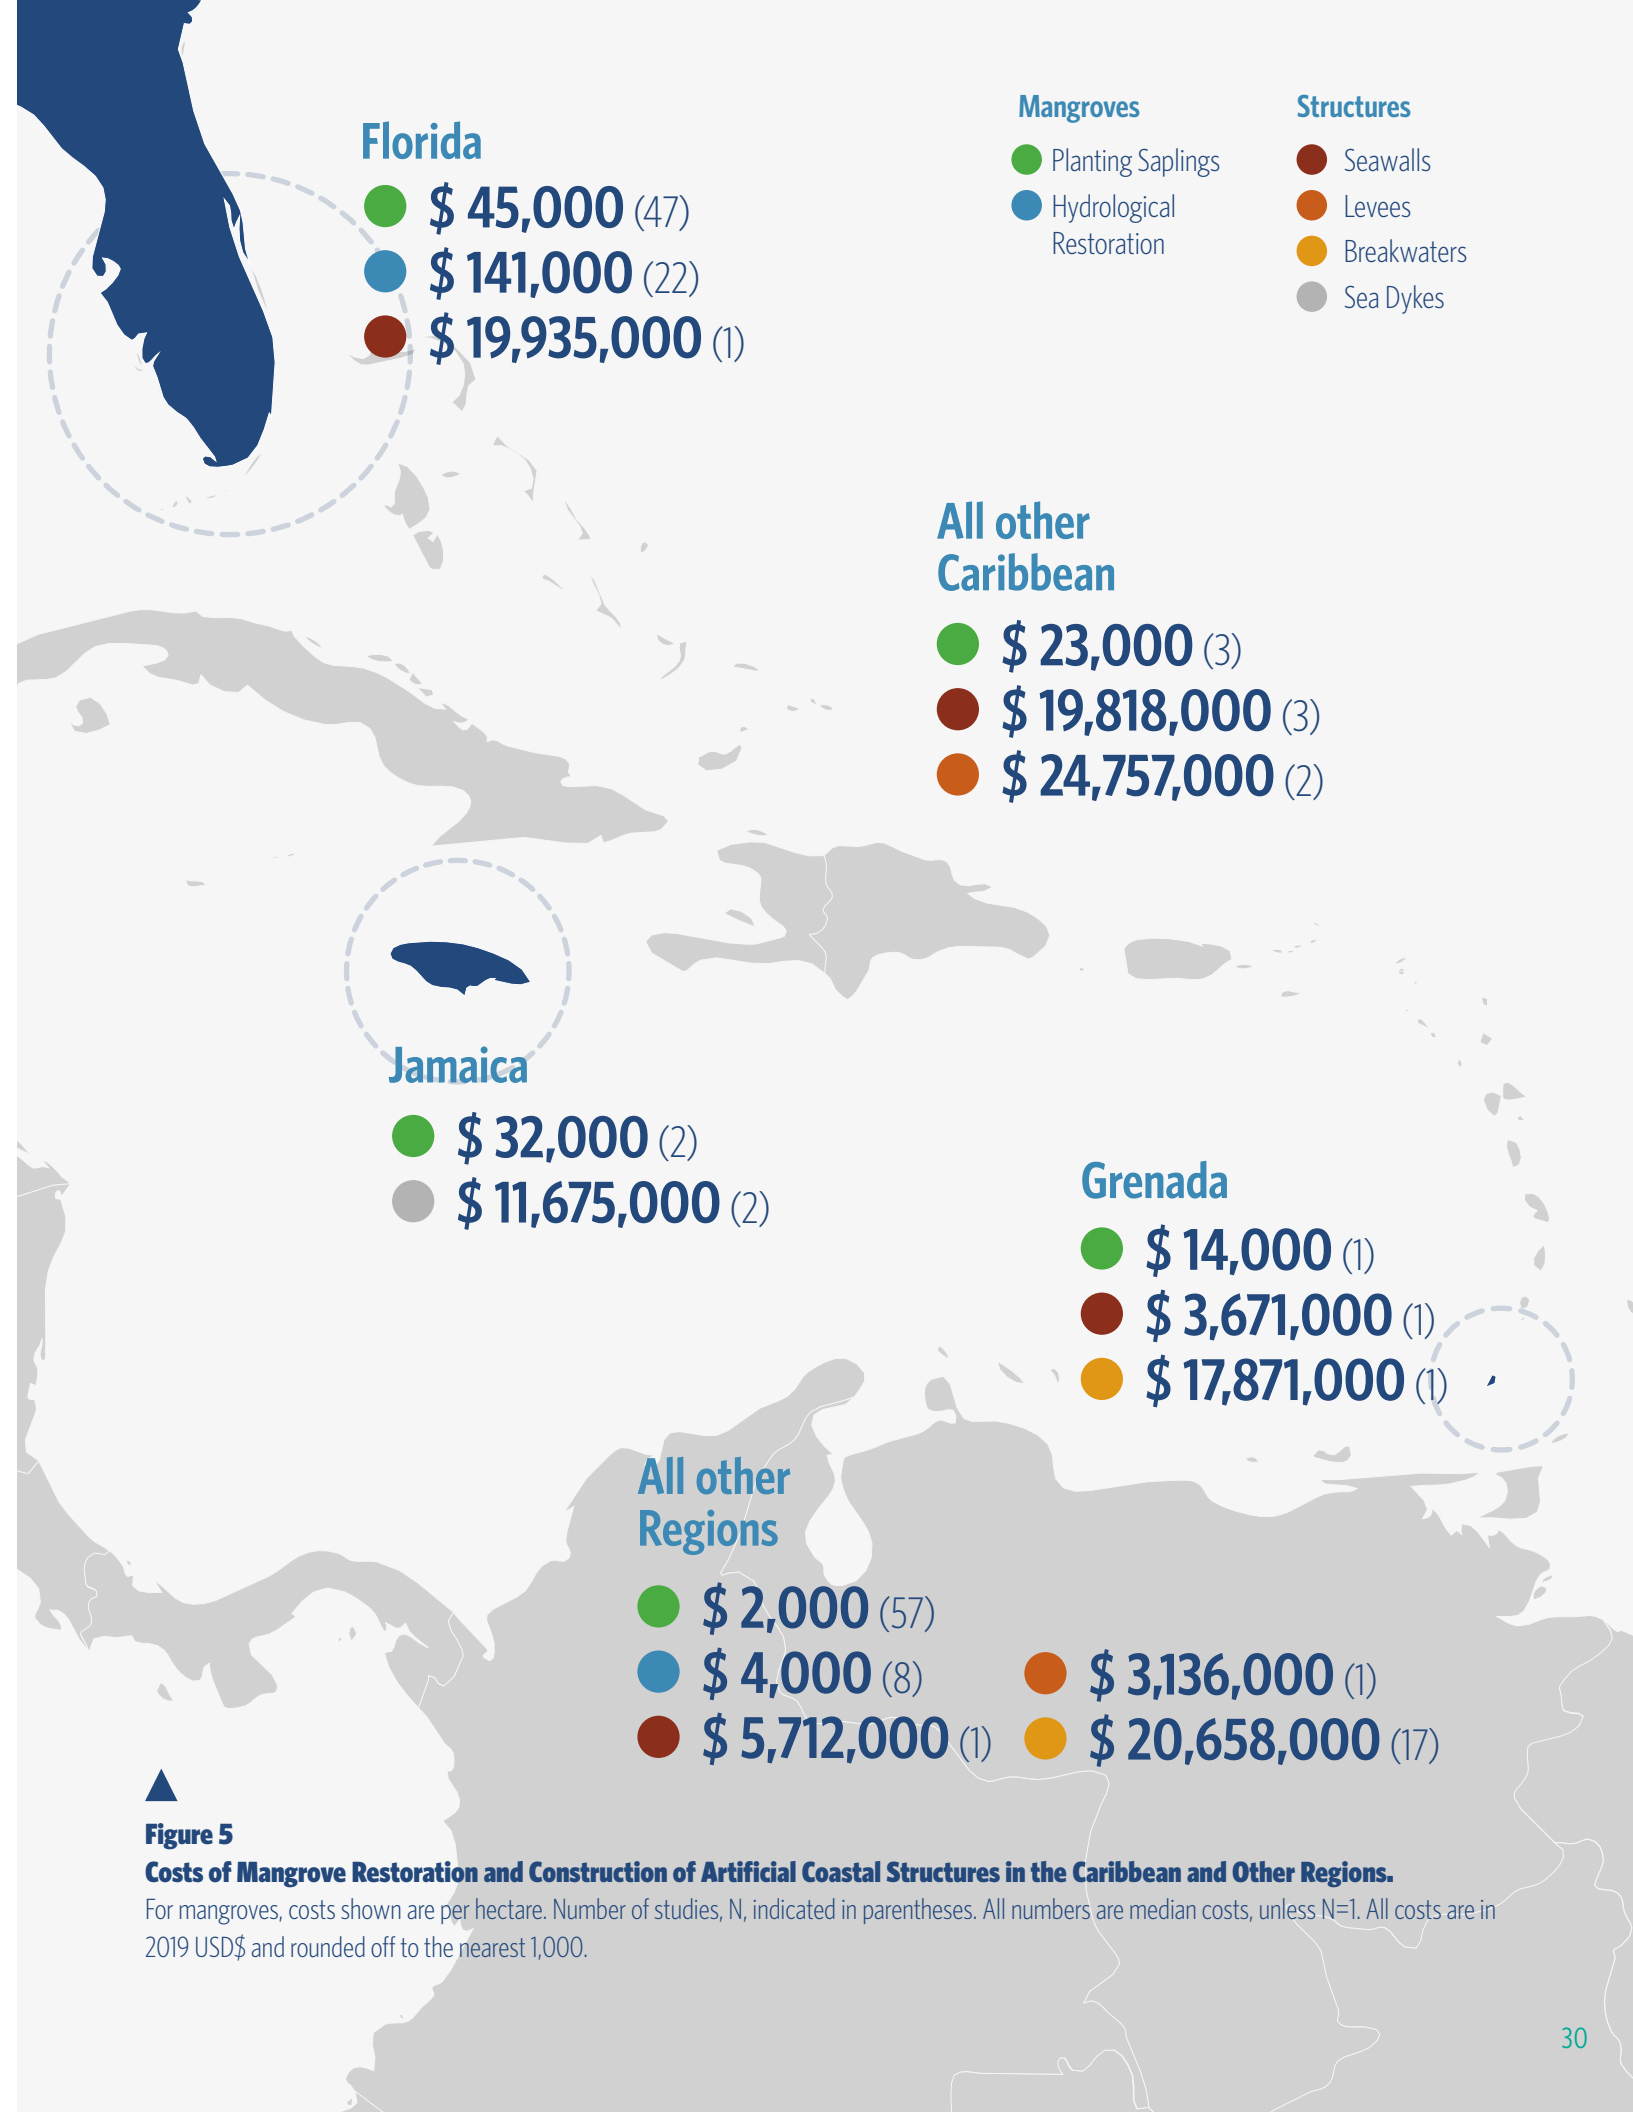 Florida
$ 45,000 (47)
$ 141,000 (22)
$ 19,935,000 (1)
Mangroves
Planting Saplings
Hydrological
Restoration
Structures
Seawalls
Levees
Breakwaters
Sea Dykes
All other
Caribbean
$ 23,000 (3)
$ 19,818,000 (3)
$ 24,757,000 (2)
Jamaica
$ 32,000 (2)
$ 11,675,000 (2)
Grenada
$ 14,000 (1)
$ 3,671,000 (1)
$ 17,871,000 (1)
All other
Regions
$ 2,000 (57)
$ 4,000 (8)
$ 5,712,000 (1)
$ 3,136,000 (1)
$ 20,658,000 (17)
Figure 5
Costs of Mangrove Restoration and Construction of Artificial Coastal Structures in the Caribbean and Other Regions.
For mangroves, costs shown are per hectare. Number of studies, N, indicated in parentheses. All numbers are median costs, unless N=1. All costs are in
2019 USD$ and rounded off to the nearest 1,000.
30